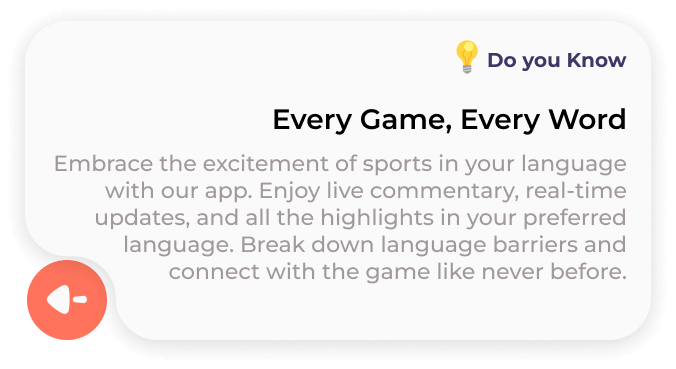 Do you Know
Every Game, Every Word
Embrace the excitement of sports in your language
with our app. Enjoy live commentary, real-time
updates, and all the highlights in your preferred
language. Break down language barriers and
connect with the game like never before.